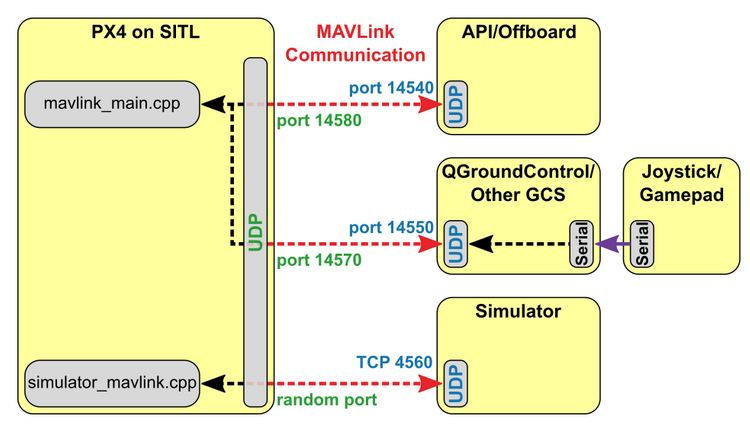 PX4 on SITL
MAVLink
Communication
API/Offboard
mavlink_main.cpp
port 14540
UDP
port 14580
QGroundControl/
Other GCS
Joystick/
Gamepad
UDP
port 14550
UDP
Serial
Serial
port 14570
Simulator
simulator_mavlink.cpp
TCP 4560
UDP
random port